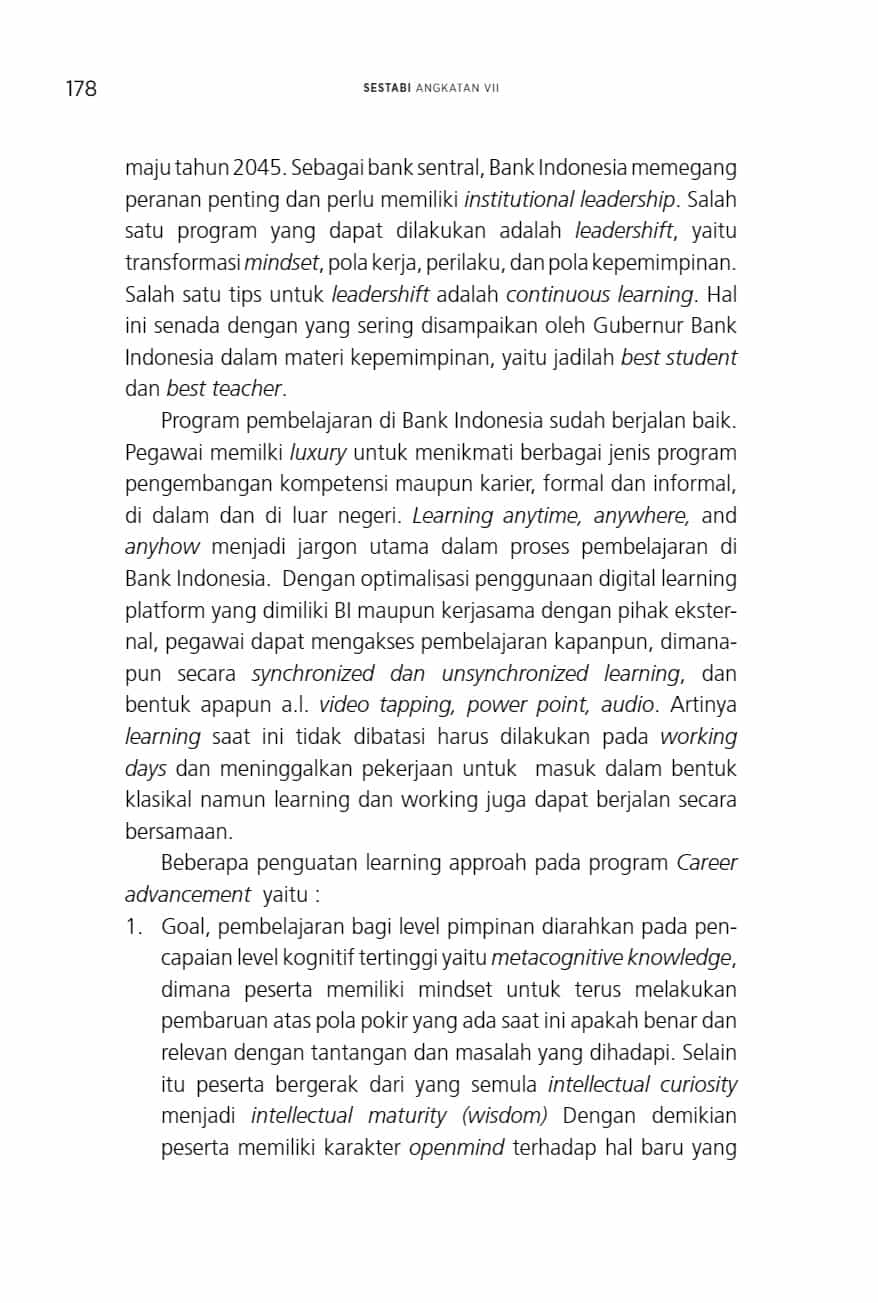 178
SESTABI ANGKATAN VII
maju tahun 2045. Sebagai bank sentral, Bank Indonesia memegang
peranan penting dan perlu memiliki institutional leadership. Salah
satu program yang dapat dilakukan adalah leadershift, yaitu
transformasi mindset, pola kerja, perilaku, dan pola kepemimpinan.
Salah satu tips untuk leadershift adalah continuous learning. Hal
ini senada dengan yang sering disampaikan oleh Gubernur Bank
Indonesia dalam materi kepemimpinan, yaitu jadilah best student
dan best teacher.
Program pembelajaran di Bank Indonesia sudah berjalan baik.
Pegawai memilki luxury untuk menikmati berbagai jenis program
pengembangan kompetensi maupun karier, formal dan informal,
di dalam dan di luar negeri. Learning anytime, anywhere, and
anyhow menjadi jargon utama dalam proses pembelajaran di
Bank Indonesia.  Dengan optimalisasi penggunaan digital learning
platform yang dimiliki BI maupun kerjasama dengan pihak ekster-
nal, pegawai dapat mengakses pembelajaran kapanpun, dimana-
pun secara synchronized dan unsynchronized learning, dan
bentuk apapun a.l. video tapping, power point, audio. Artinya
learning saat ini tidak dibatasi harus dilakukan pada working
days dan meninggalkan pekerjaan untuk  masuk dalam bentuk
klasikal namun learning dan working juga dapat berjalan secara
bersamaan.
Beberapa penguatan learning approah pada program Career
advancement  yaitu :
1. Goal, pembelajaran bagi level pimpinan diarahkan pada pen-
capaian level kognitif tertinggi yaitu metacognitive knowledge,
dimana peserta memiliki mindset untuk terus melakukan
pembaruan atas pola pokir yang ada saat ini apakah benar dan
relevan dengan tantangan dan masalah yang dihadapi. Selain
itu peserta bergerak dari yang semula intellectual curiosity
menjadi intellectual maturity (wisdom) Dengan demikian
peserta memiliki karakter openmind terhadap hal baru yang